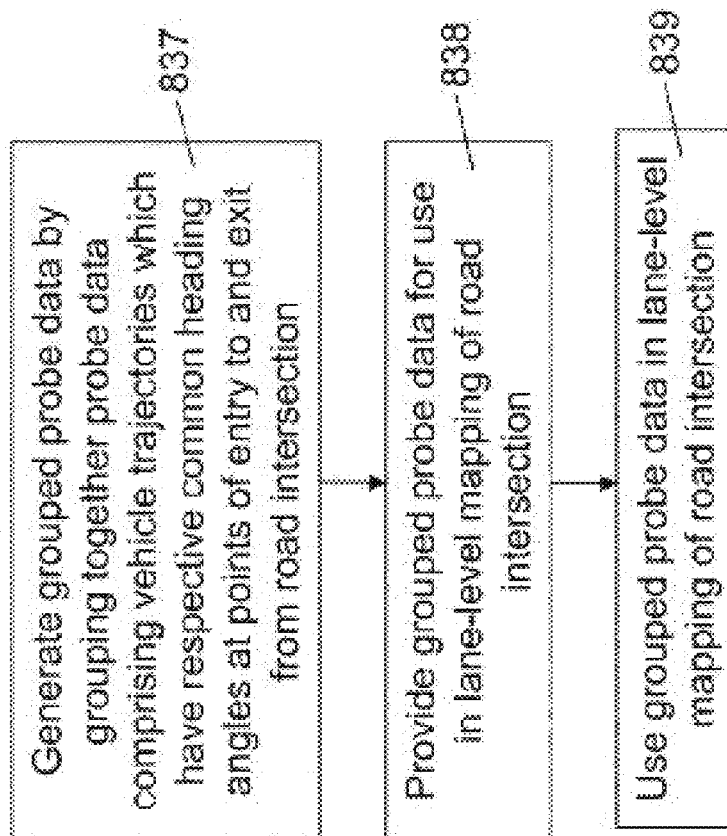 Generate grouped probe data by
grouping together probe data
comprising vehicle trajectories which
have respective common heading
angles at points of entry to and exit
from road intersection
837
Provide grouped probe data for use
in lane-level mapping of road
intersection
838
Use grouped probe data in lane-level
mapping of road intersection
839